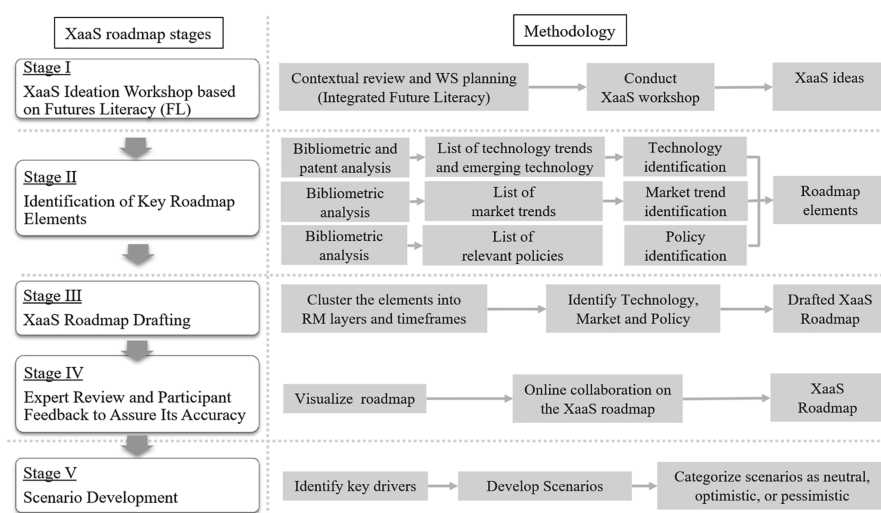 XaaS roadmap stages
Methodology
Stage I
XaaS Ideation Workshop based
on Futures Literacy (FL)
Contextual review and WS planning
(Integrated Future Literacy)
Conduct
XaaS workshop
XaaS ideas
Stage II
Identification of Key Roadmap
Elements
Bibliometric and
patent analysis
List of technology trends
and emerging technology
Technology
identification
Bibliometric
analysis
List of
market trends
Market trend
identification
Bibliometric
analysis
List of
relevant policies
Policy
identification
Roadmap
elements
Stage III
XaaS Roadmap Drafting
Cluster the elements into
RM layers and timeframes
Identify Technology,
Market and Policy
Drafted XaaS
Roadmap
Stage IV
Expert Review and Participant
Feedback to Assure Its Accuracy
Visualize roadmap
Online collaboration on
the XaaS roadmap
XaaS
Roadmap
Stage V
Scenario Development
Identify key drivers
Develop Scenarios
Categorize scenarios as neutral,
optimistic, or pessimistic